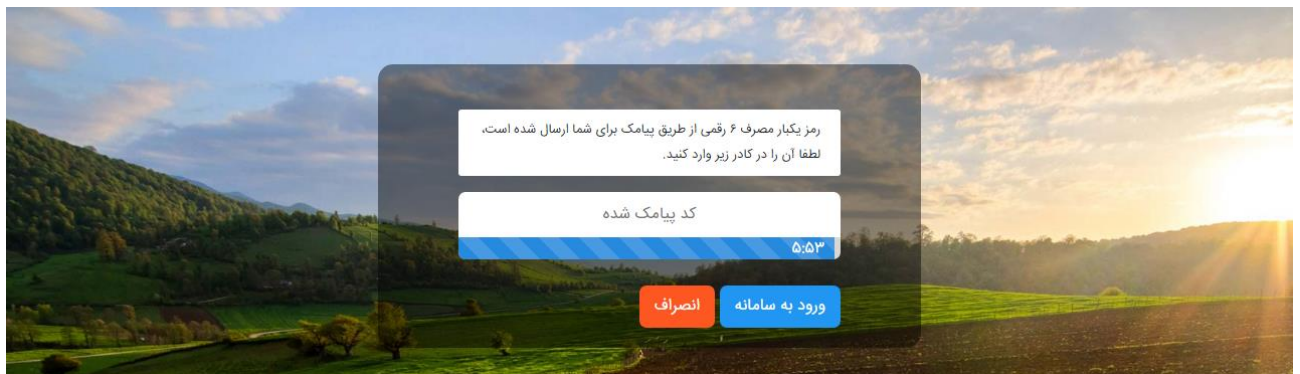 رمز یکبار مصرف ۶ رقمی از طریق پیامک برای شما ارسال شده است،
لطفا آن را در کادر زیر وارد کنید.
کد پیامک شده
۵:۵۳
ورود به سامانه
انصراف